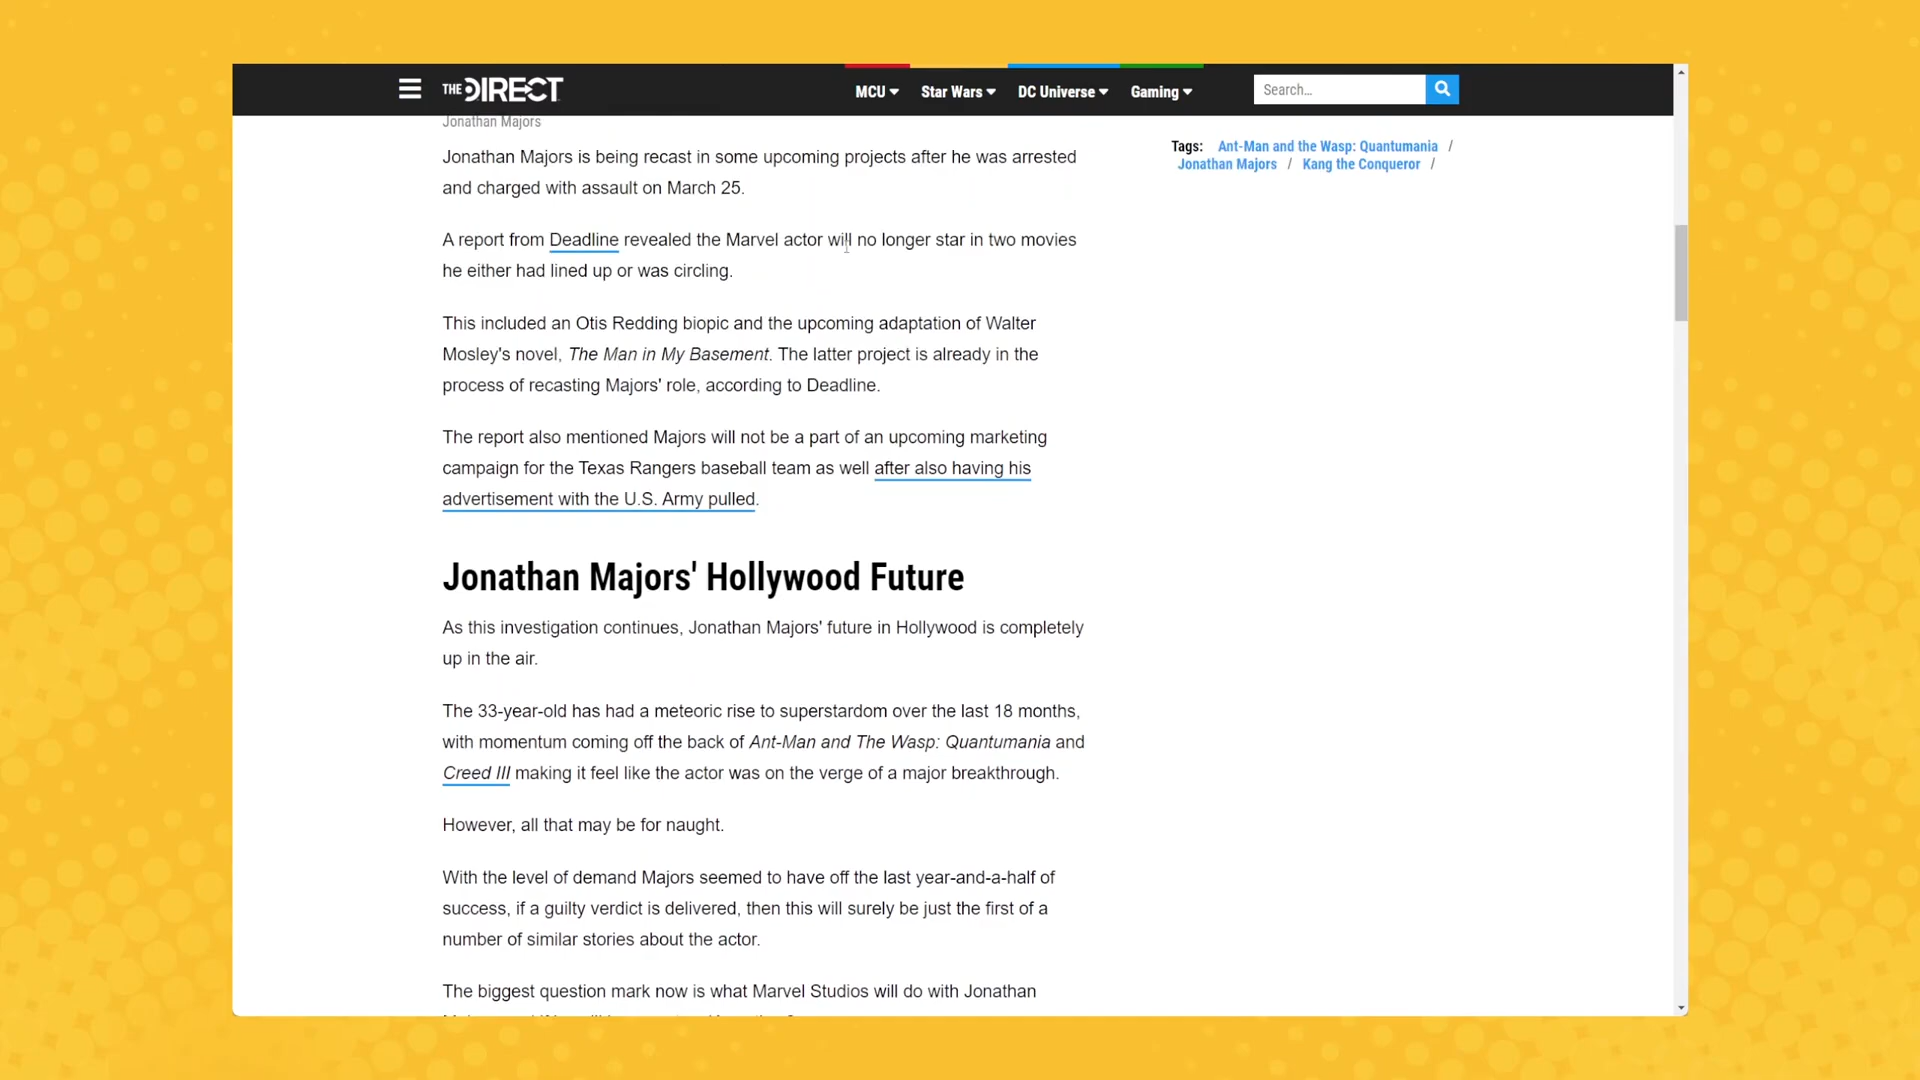 THE DIRECT
MCU
Star Wars
DC Universe
Gaming
Search...
Jonathan Majors
Jonathan Majors is being recast in some upcoming projects after he was arrested
and charged with assault on March 25.
A report from Deadline revealed the Marvel actor will no longer star in two movies
he either had lined up or was circling.
This included an Otis Redding biopic and the upcoming adaptation of Walter
Mosley's novel, The Man in My Basement. The latter project is already in the
process of recasting Majors' role, according to Deadline.
The report also mentioned Majors will not be a part of an upcoming marketing
campaign for the Texas Rangers baseball team as well after also having his
advertisement with the U.S. Army pulled.
Jonathan Majors' Hollywood Future
As this investigation continues, Jonathan Majors' future in Hollywood is completely
up in the air.
The 33-year-old has had a meteoric rise to superstardom over the last 18 months,
with momentum coming off the back of Ant-Man and The Wasp: Quantumania and
Creed III making it feel like the actor was on the verge of a major breakthrough.
However, all that may be for naught.
With the level of demand Majors seemed to have off the last year-and-a-half of
success, if a guilty verdict is delivered, then this will surely be just the first of a
number of similar stories about the actor.
The biggest question mark now is what Marvel Studios will do with Jonathan
Tags: Ant-Man and the Wasp: Quantumania /
Jonathan Majors / Kang the Conqueror /